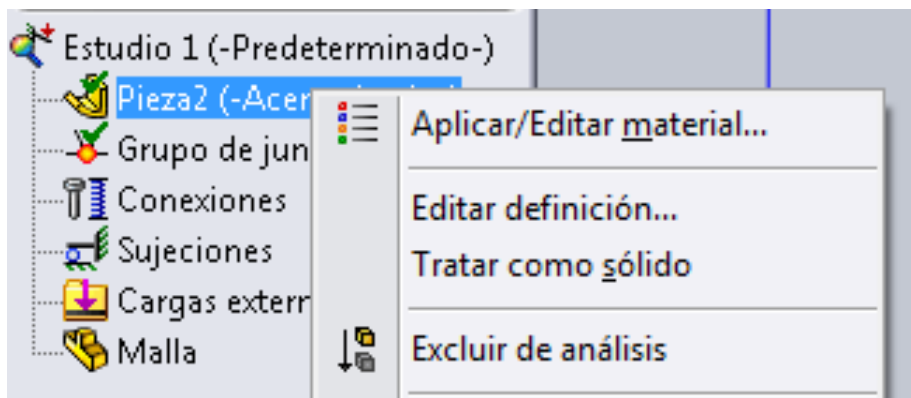 Estudio 1 (-Predeterminado-)
Pieza2 (-Acer
Grupo de jun
Conexiones
Sujeciones
Cargas exterr
Malla
Aplicar/Editar material...
Editar definición...
Tratar como sólido
Excluir de análisis